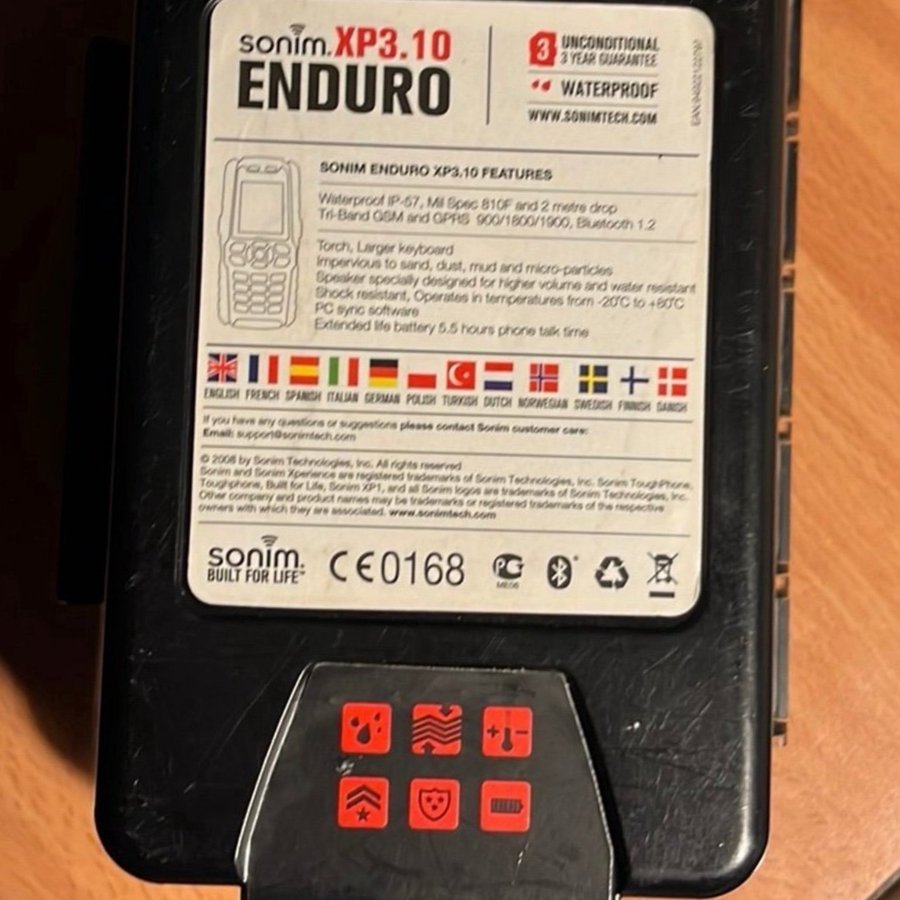 sonim. XP3.10
ENDURO
3 UNCONDITIONAL
3 YEAR GUARANTEE
WATERPROOF
WWW.SONIMTECH.COM
SONIM ENDURO XP3.10 FEATURES
Waterproof IP-57, Mil Spec 810F and 2 metre drop
Tri-Band GSM and GPRS 900/1800/1900, Bluetooth 1.2
Torch, Larger keyboard
Impervious to sand, dust, mud and micro-particles
Speaker specially designed for higher volume and water resistant
Shock resistant, Operates in temperatures from -20°C to +60°C
PC sync software
Extended life battery 5.5 hours phone talk time
ENGLISH FRENCH SPANISH ITALIAN GERMAN POLISH TURKISH DUTCH NORWEGIAN SWEDISH FINNISH DANISH
If you have any questions or suggestions please contact Sonim customer care:
Email: support@sonimtech.com
© 2008 by Sonim Technologies, Inc. All rights reserved
Sonim and Sonim Xperience are registered trademarks of Sonim Technologies, Inc. Sonim ToughPhone,
Toughphone, Built for Life, Sonim XP1, and all Sonim logos are trademarks of Sonim Technologies, Inc.
Other company and product names may be trademarks or registered trademarks of the respective
owners with which they are associated. www.sonimtech.com
sonim.
BUILT FOR LIFE™
CE0168